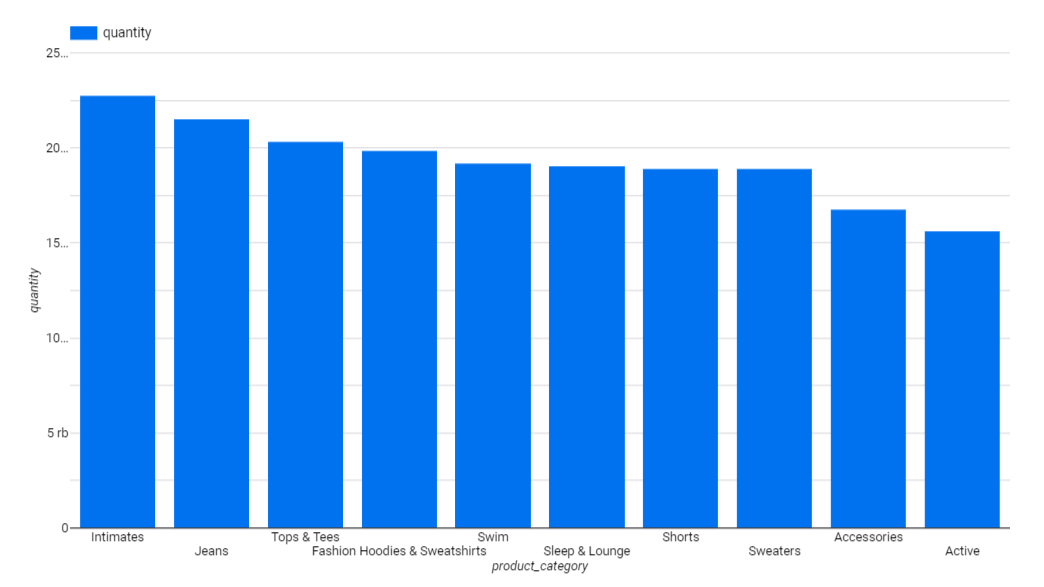 quantity
25...
20...
15...
10...
5 rb
0
quantity
Intimates
Jeans
Tops & Tees
Fashion Hoodies & Sweatshirts
Swim
Sleep & Lounge
Shorts
Sweaters
Accessories
Active
product_category